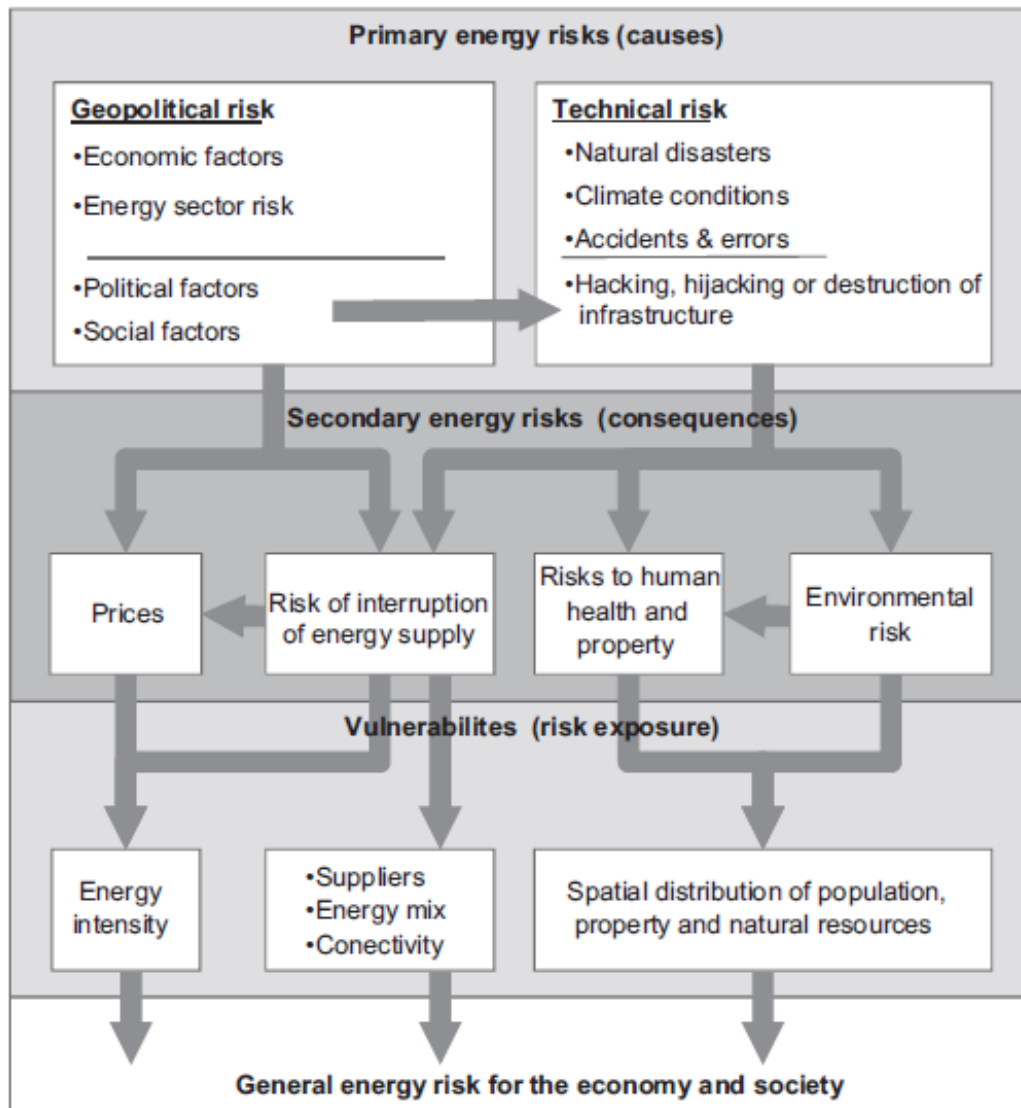 Primary energy risks (causes)
Geopolitical risk
•Economic factors
•Energy sector risk
•Political factors
•Social factors
Technical risk
•Natural disasters
•Climate conditions
•Accidents & errors
•Hacking, hijacking or destruction of
infrastructure
Secondary energy risks (consequences)
Prices
Risk of interruption
of energy supply
Risks to human
health and
property
Environmental
risk
Vulnerabilites (risk exposure)
Energy
intensity
•Suppliers
•Energy mix
•Conectivity
Spatial distribution of population,
property and natural resources
General energy risk for the economy and society